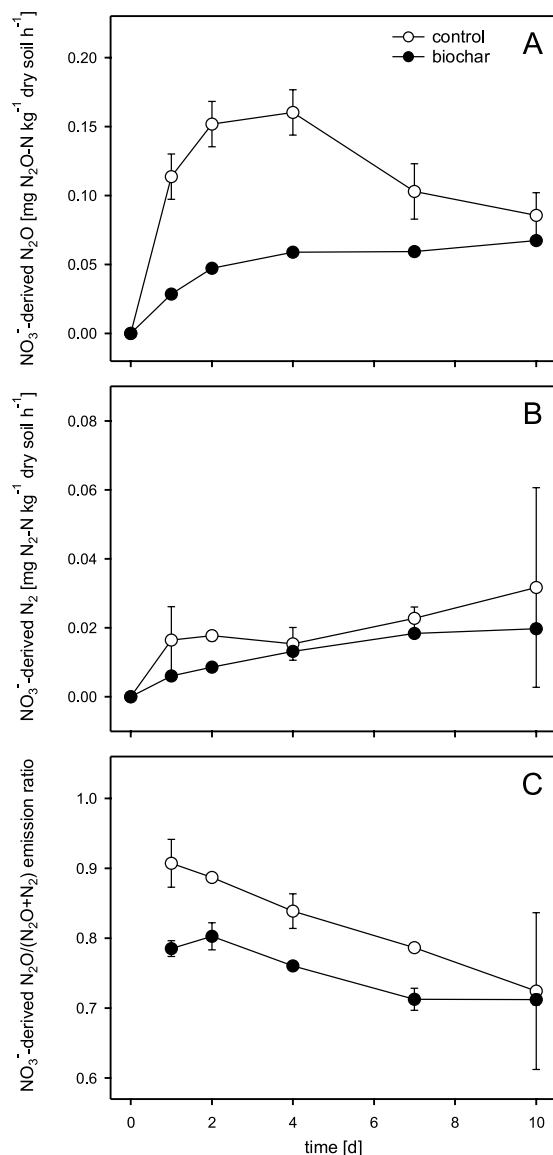 A
control
biochar
0.20
0.15
0.10
0.05
0.00
NO₃⁻-derived N₂O [mg N₂O-N kg⁻¹ dry soil h⁻¹]
B
0.08
0.06
0.04
0.02
0.00
NO₃⁻-derived N₂ [mg N₂-N kg⁻¹ dry soil h⁻¹]
C
1.0
0.9
0.8
0.7
0.6
NO₃⁻-derived N₂O/(N₂O+N₂) emission ratio
0 2 4 6 8 10
time [d]